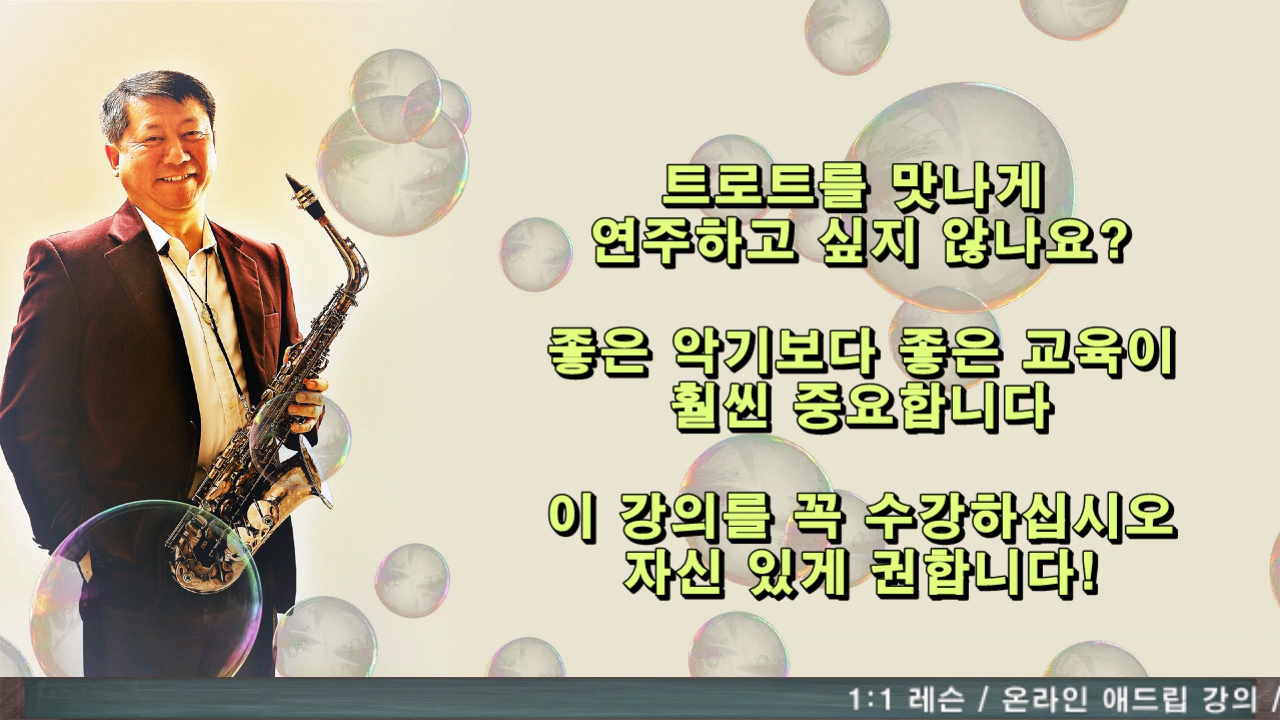 트로트를 맛나게
연주하고 싶지 않나요?
좋은 악기보다 좋은 교육이
훨씬 중요합니다
이 강의를 꼭 수강하십시오
자신 있게 권합니다!
1:1 레슨 / 온라인 애드립 강의 /